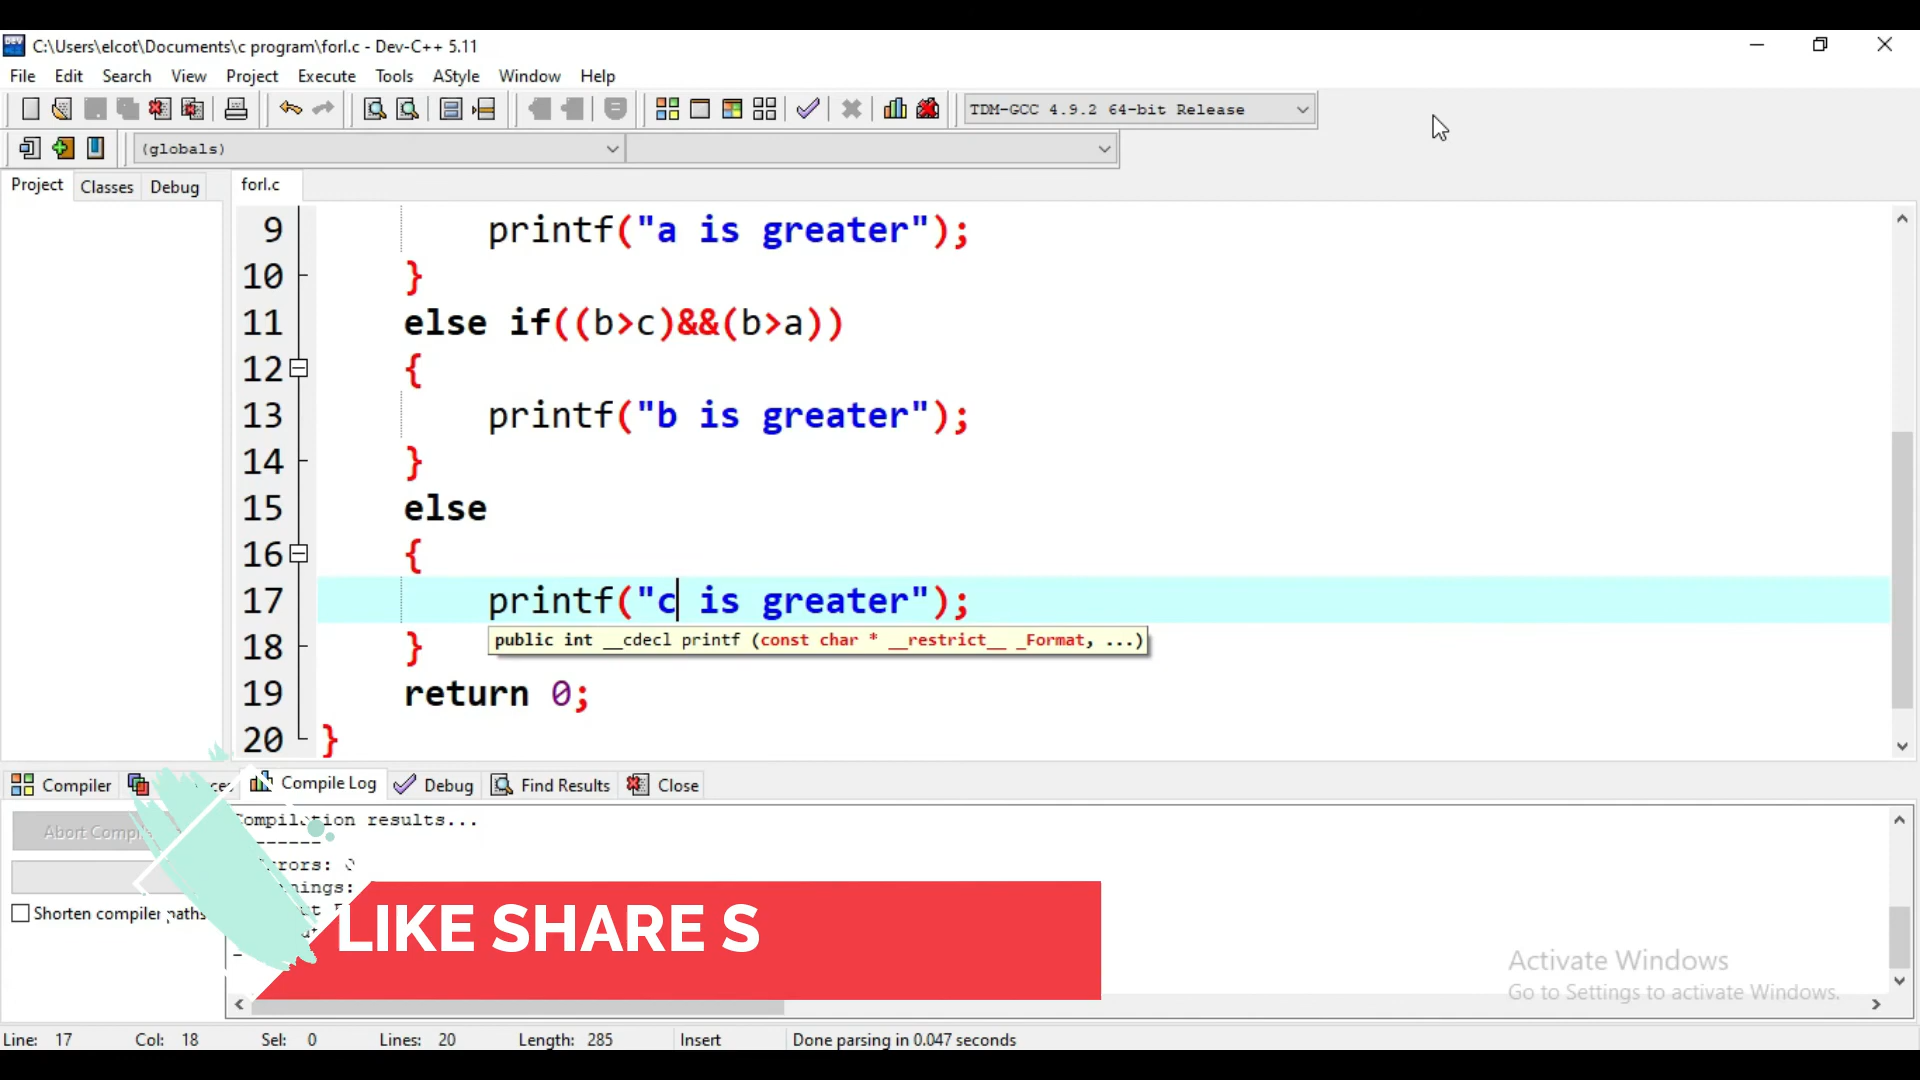 C:\Users\elcot\Documents\c program\forl.c - Dev-C++ 5.11
File Edit Search View Project Execute Tools AStyle Window Help
TDM-GCC 4.9.2 64-bit Release
(globals)
Project Classes Debug forl.c
9 printf("a is greater");
10 }
11 else if((b>c)&&(b>a))
12 {
13 printf("b is greater");
14 }
15 else
16 {
17 printf("c is greater");
public int __cdecl printf (const char * __restrict__ _Format, ...)
18 }
19 return 0;
20 }
Compiler Compile Log Debug Find Results Close
Compilation results...
Shorten compiler paths
LIKE SHARE S
Activate Windows
Go to Settings to activate Windows.
Line: 17 Col: 18 Sel: 0 Lines: 20 Length: 285 Insert Done parsing in 0.047 seconds